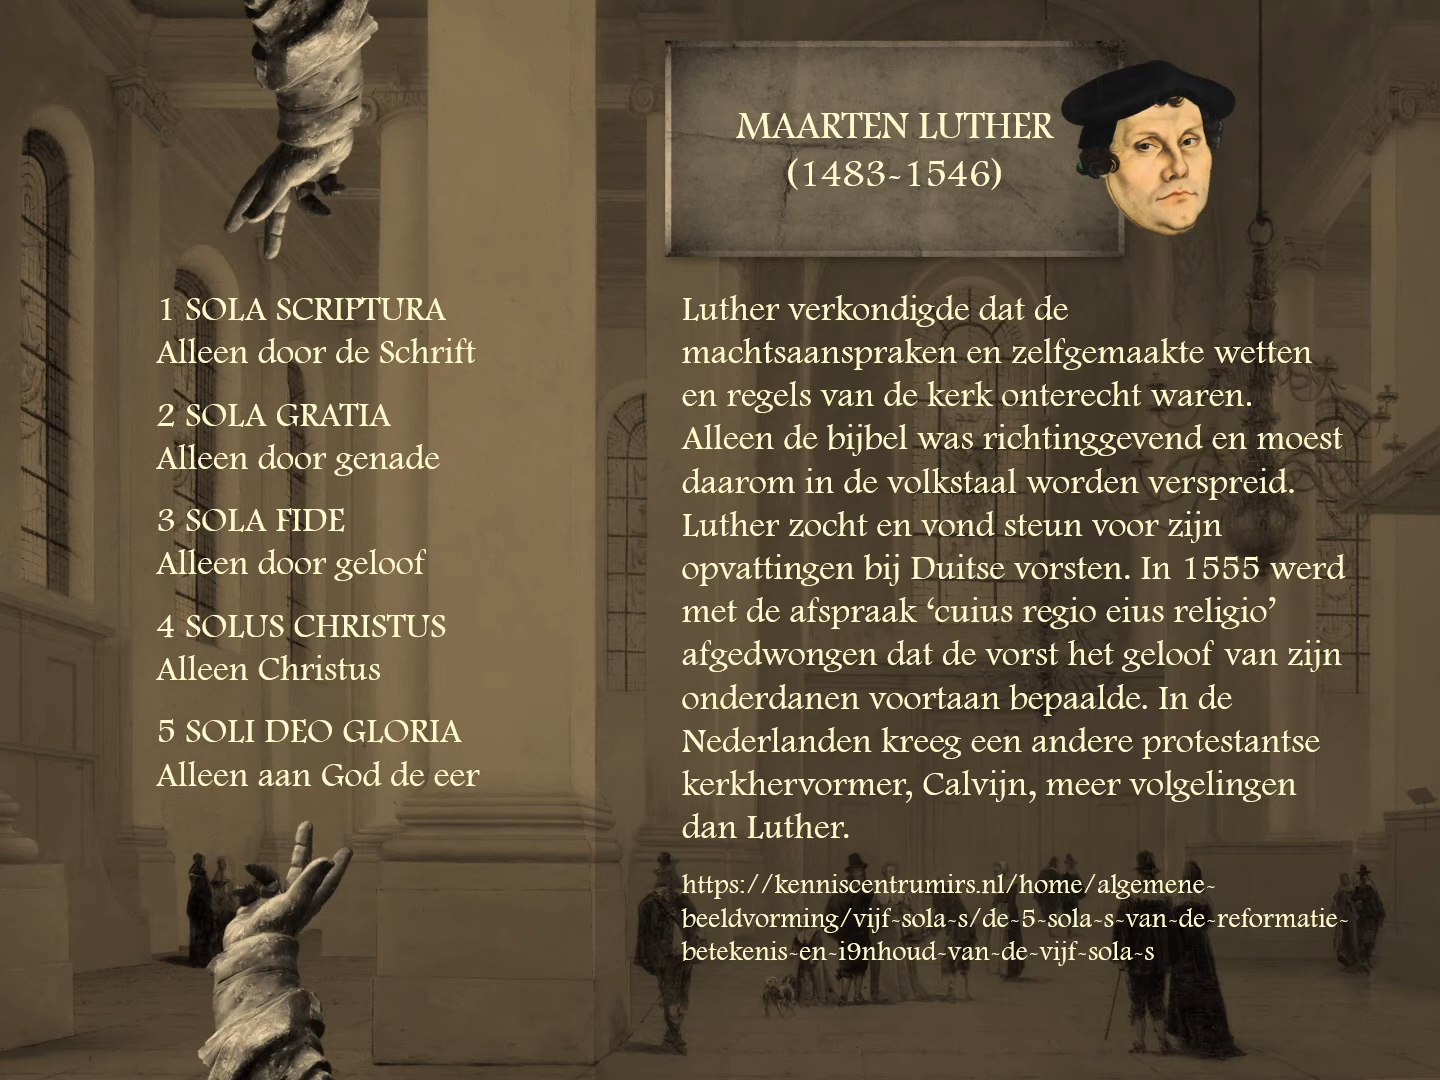 MAARTEN LUTHER
(1483-1546)
1 SOLA SCRIPTURA
Alleen door de Schrift
2 SOLA GRATIA
Alleen door genade
3 SOLA FIDE
Alleen door geloof
4 SOLUS CHRISTUS
Alleen Christus
5 SOLI DEO GLORIA
Alleen aan God de eer
Luther verkondigde dat de
machtsaanspraken en zelfgemaakte wetten
en regels van de kerk onterecht waren.
Alleen de bijbel was richtinggevend en moest
daarom in de volkstaal worden verspreid.
Luther zocht en vond steun voor zijn
opvattingen bij Duitse vorsten. In 1555 werd
met de afspraak ‘cuius regio eius religio’
afgedwongen dat de vorst het geloof van zijn
onderdanen voortaan bepaalde. In de
Nederlanden kreeg een andere protestantse
kerkhervormer, Calvijn, meer volgelingen
dan Luther.
https://kenniscentrumirs.nl/home/algemene-
beeldvorming/vijf-sola-s/de-5-sola-s-van-de-reformatie-
betekenis-en-i9nhoud-van-de-vijf-sola-s